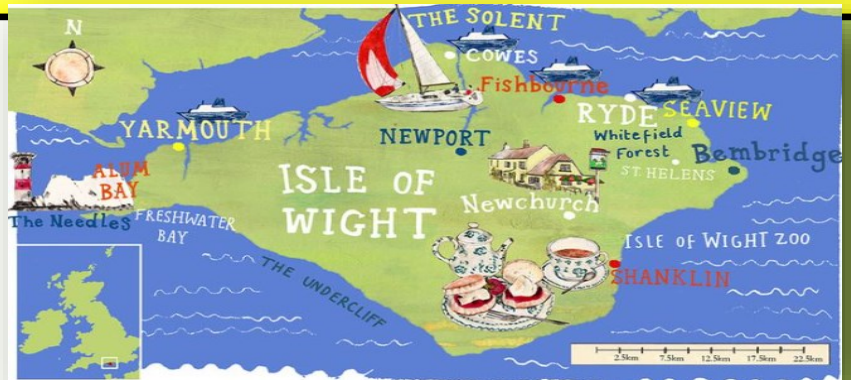 N
THE SOLENT
COWES
Fishbourne
RYDE
SEAVIEW
YARMOUTH
NEWPORT
Whitefield
Forest
Bembridge
ST. HELENS
ALUM
BAY
ISLE OF
WIGHT
The Needles
FRESHWATER
BAY
Newchurch
ISLE OF WIGHT ZOO
THE UNDERCLIFF
SHANKLIN
2.5km 7.5km 12.5km 17.5km 22.5km